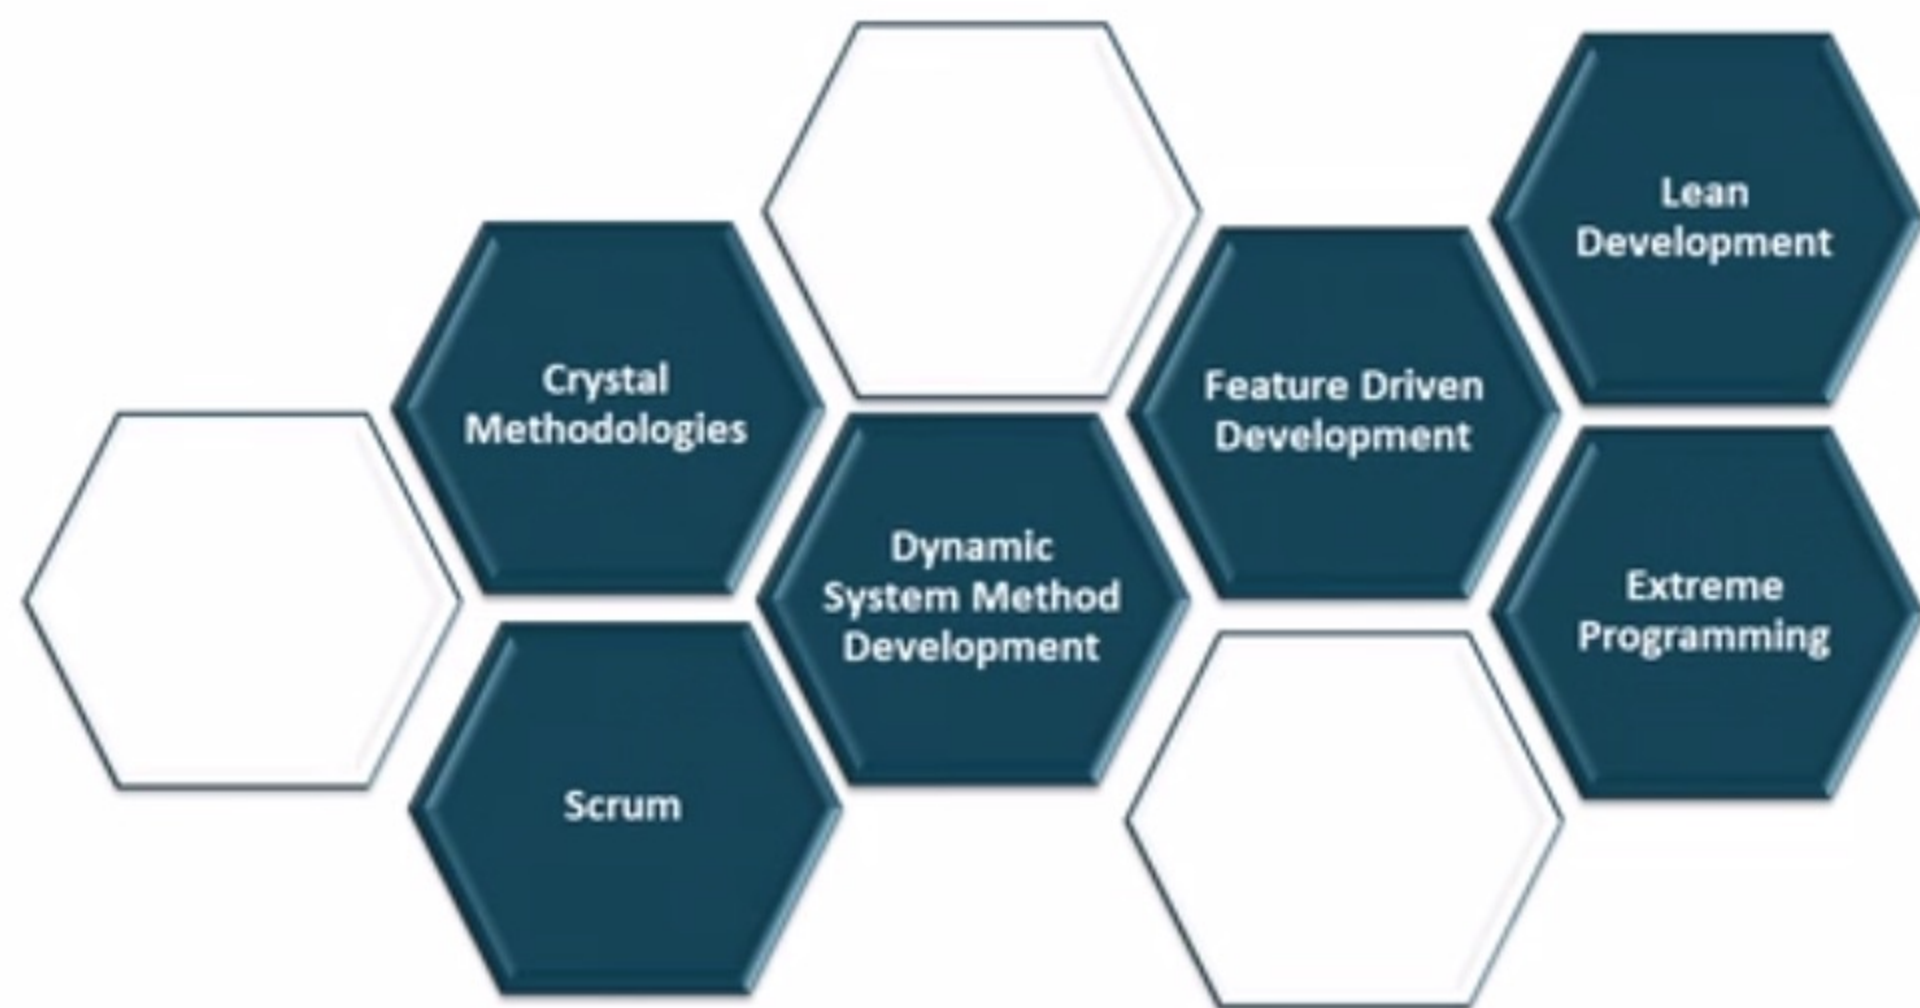 Crystal
Methodologies
Scrum
Dynamic
System Method
Development
Feature Driven
Development
Lean
Development
Extreme
Programming